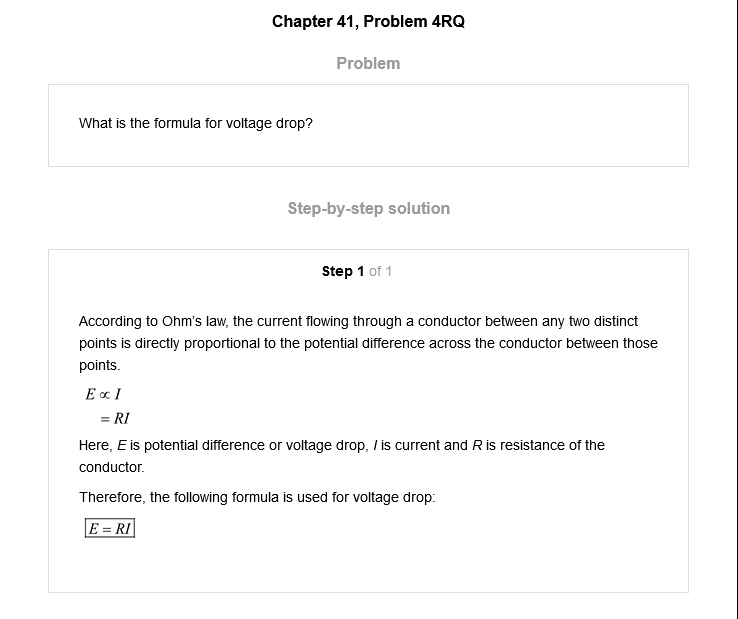 Chapter 41, Problem 4RQ
Problem
What is the formula for voltage drop?
Step-by-step solution
Step 1 of 1
According to Ohm's law, the current flowing through a conductor between any two distinct
points is directly proportional to the potential difference across the conductor between those
points.
E ∝ I
= RI
Here, E is potential difference or voltage drop, I is current and R is resistance of the
conductor.
Therefore, the following formula is used for voltage drop:
E = RI